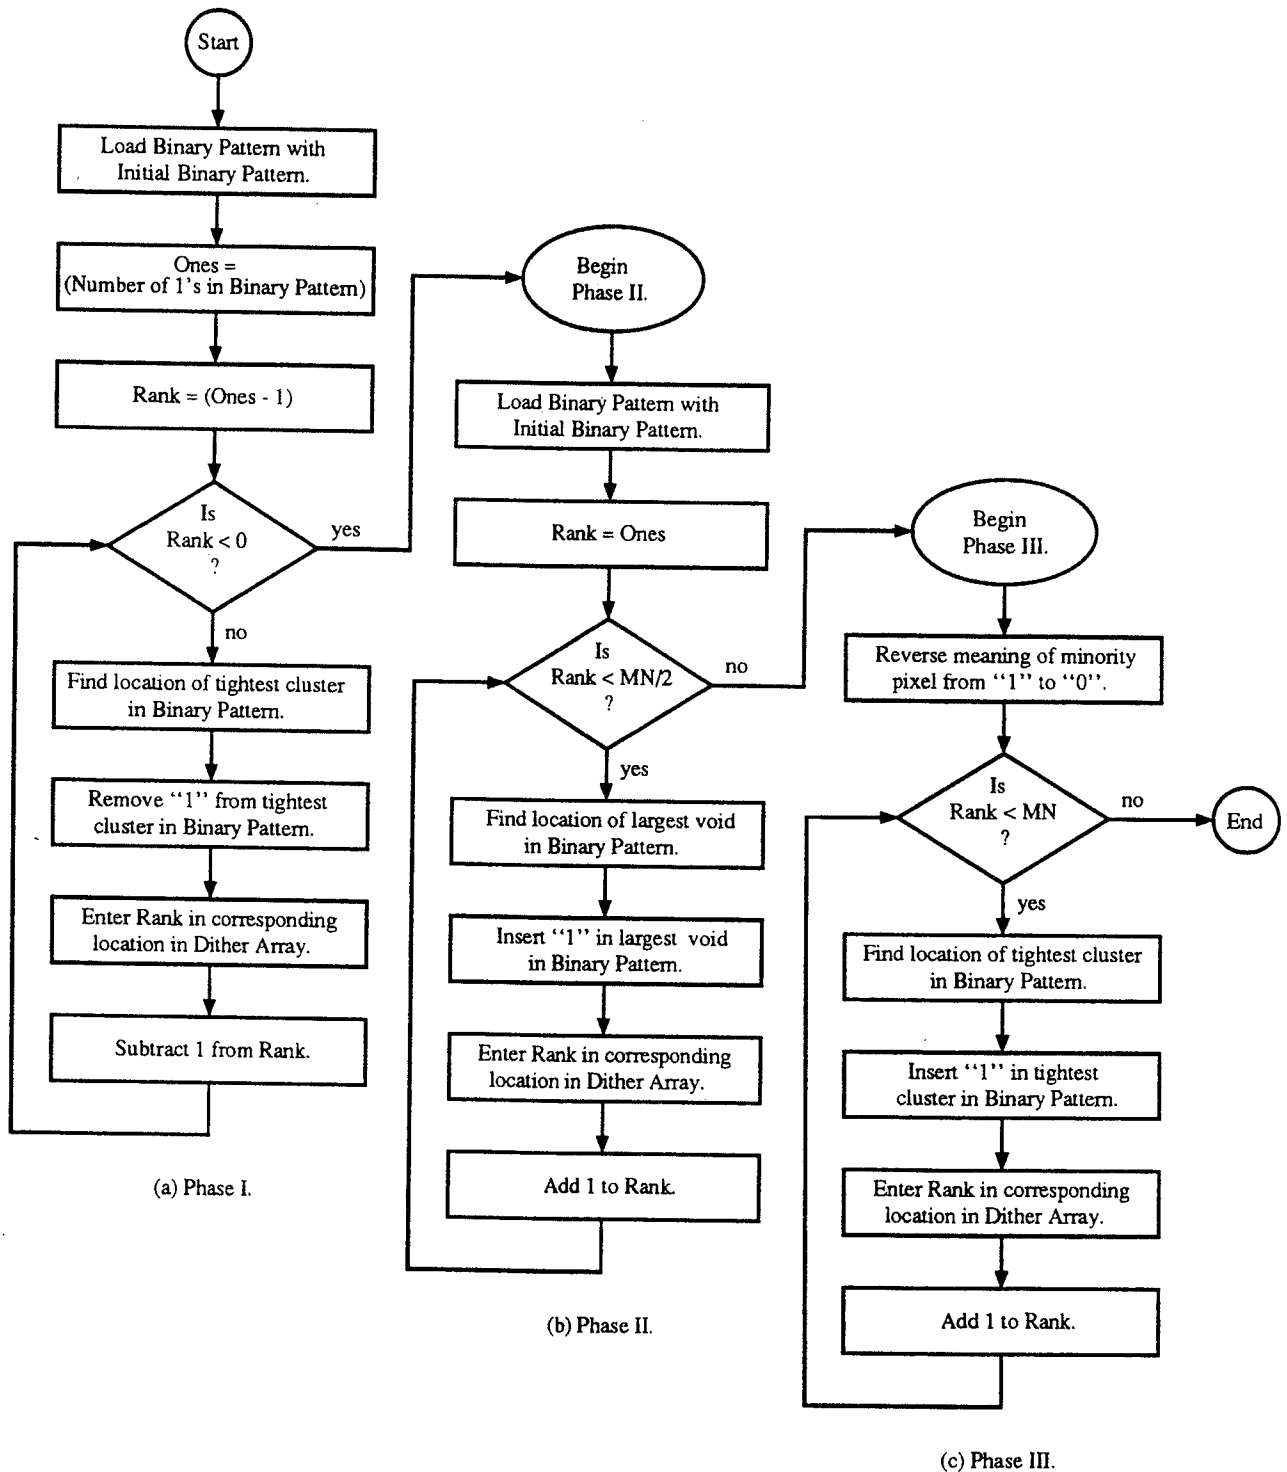 Start
Load Binary Pattern with
Initial Binary Pattern.
Ones =
(Number of 1's in Binary Pattern)
Rank = (Ones - 1)
Is
Rank < 0
?
yes
no
Find location of tightest cluster
in Binary Pattern.
Remove “1” from tightest
cluster in Binary Pattern.
Enter Rank in corresponding
location in Dither Array.
Subtract 1 from Rank.
(a) Phase I.
Begin
Phase II.
Load Binary Pattern with
Initial Binary Pattern.
Rank = Ones
Is
Rank < MN/2
?
no
yes
Find location of largest void
in Binary Pattern.
Insert “1” in largest void
in Binary Pattern.
Enter Rank in corresponding
location in Dither Array.
Add 1 to Rank.
(b) Phase II.
Begin
Phase III.
Reverse meaning of minority
pixel from “1” to “0”.
Is
Rank < MN
?
no
End
yes
Find location of tightest cluster
in Binary Pattern.
Insert “1” in tightest
cluster in Binary Pattern.
Enter Rank in corresponding
location in Dither Array.
Add 1 to Rank.
(c) Phase III.